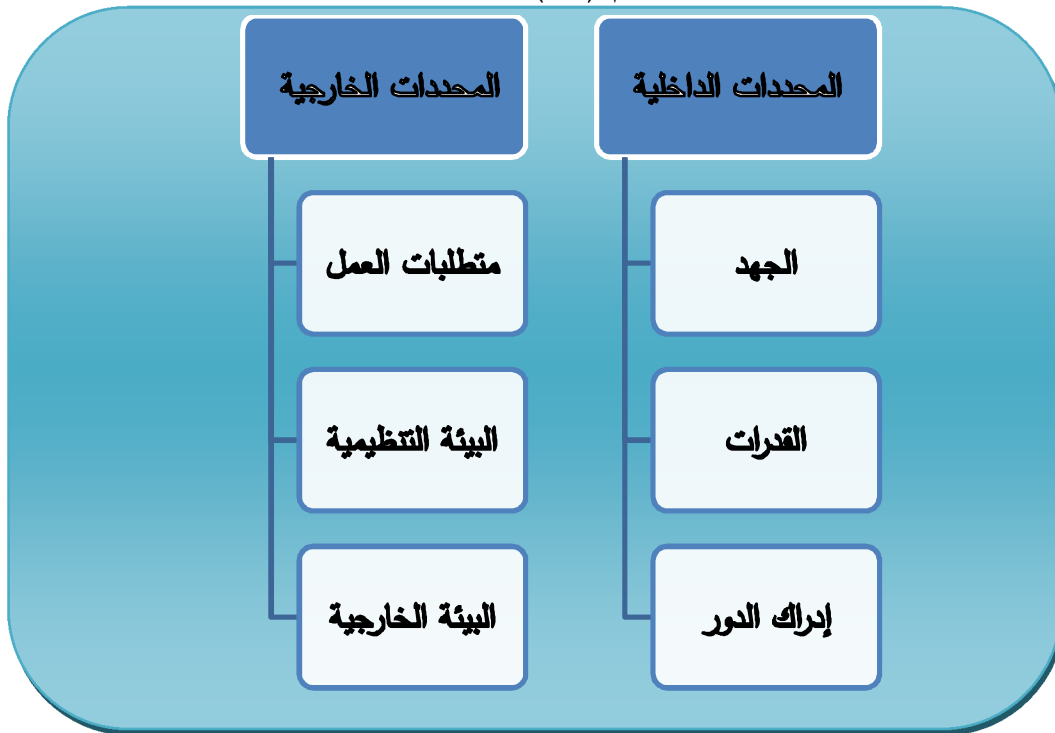 المحددات الداخلية
الجهد
القدرات
إدراك الدور
المحددات الخارجية
متطلبات العمل
البيئة التنظيمية
البيئة الخارجية